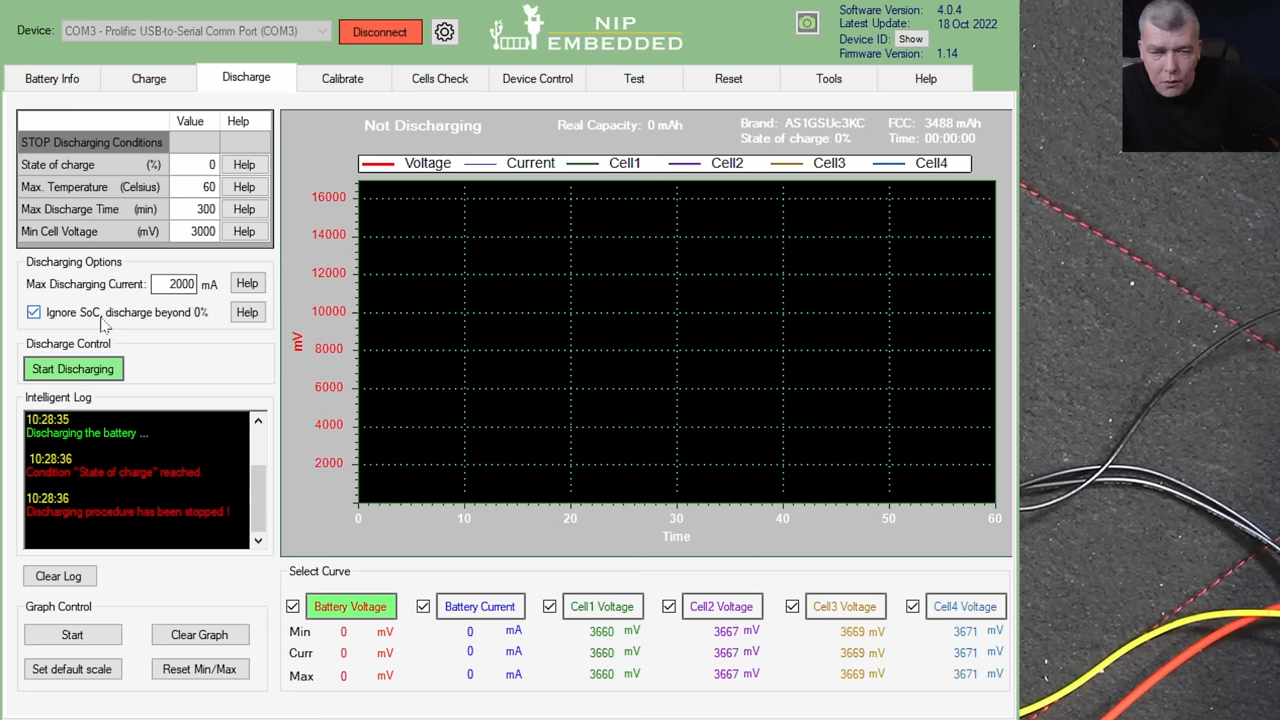 Device: COM3 - Prolific USB-to-Serial Comm Port (COM3) Disconnect
NIP
EMBEDDED
Software Version: 4.0.4
Latest Update: 18 Oct 2022
Device ID: Show
Firmware Version: 1.14
Battery Info Charge Discharge Calibrate Cells Check Device Control Test Reset Tools Help
Value Help
STOP Discharging Conditions
State of charge (%) 0 Help
Max. Temperature (Celsius) 60 Help
Max Discharge Time (min) 300 Help
Min Cell Voltage (mV) 3000 Help
Discharging Options
Max Discharging Current: 2000 mA Help
Ignore SoC, discharge beyond 0% Help
Discharge Control
Start Discharging
Intelligent Log
10:28:35
Discharging the battery ...
10:28:36
Condition "State of charge" reached.
10:28:36
Discharging procedure has been stopped !
Clear Log
Graph Control
Start Clear Graph
Set default scale Reset Min/Max
Not Discharging Real Capacity: 0 mAh Brand: AS1GSUc3KC FCC: 3488 mAh
State of charge 0% Time: 00:00:00
Voltage Current Cell1 Cell2 Cell3 Cell4
16000
14000
12000
10000
mV
8000
6000
4000
2000
0 10 20 30 40 50 60
Time
Select Curve
Battery Voltage Battery Current Cell1 Voltage Cell2 Voltage Cell3 Voltage Cell4 Voltage
Min 0 mV 0 mA 3660 mV 3667 mV 3669 mV 3671 mV
Curr 0 mV 0 mA 3660 mV 3667 mV 3669 mV 3671 mV
Max 0 mV 0 mA 3660 mV 3667 mV 3669 mV 3671 mV